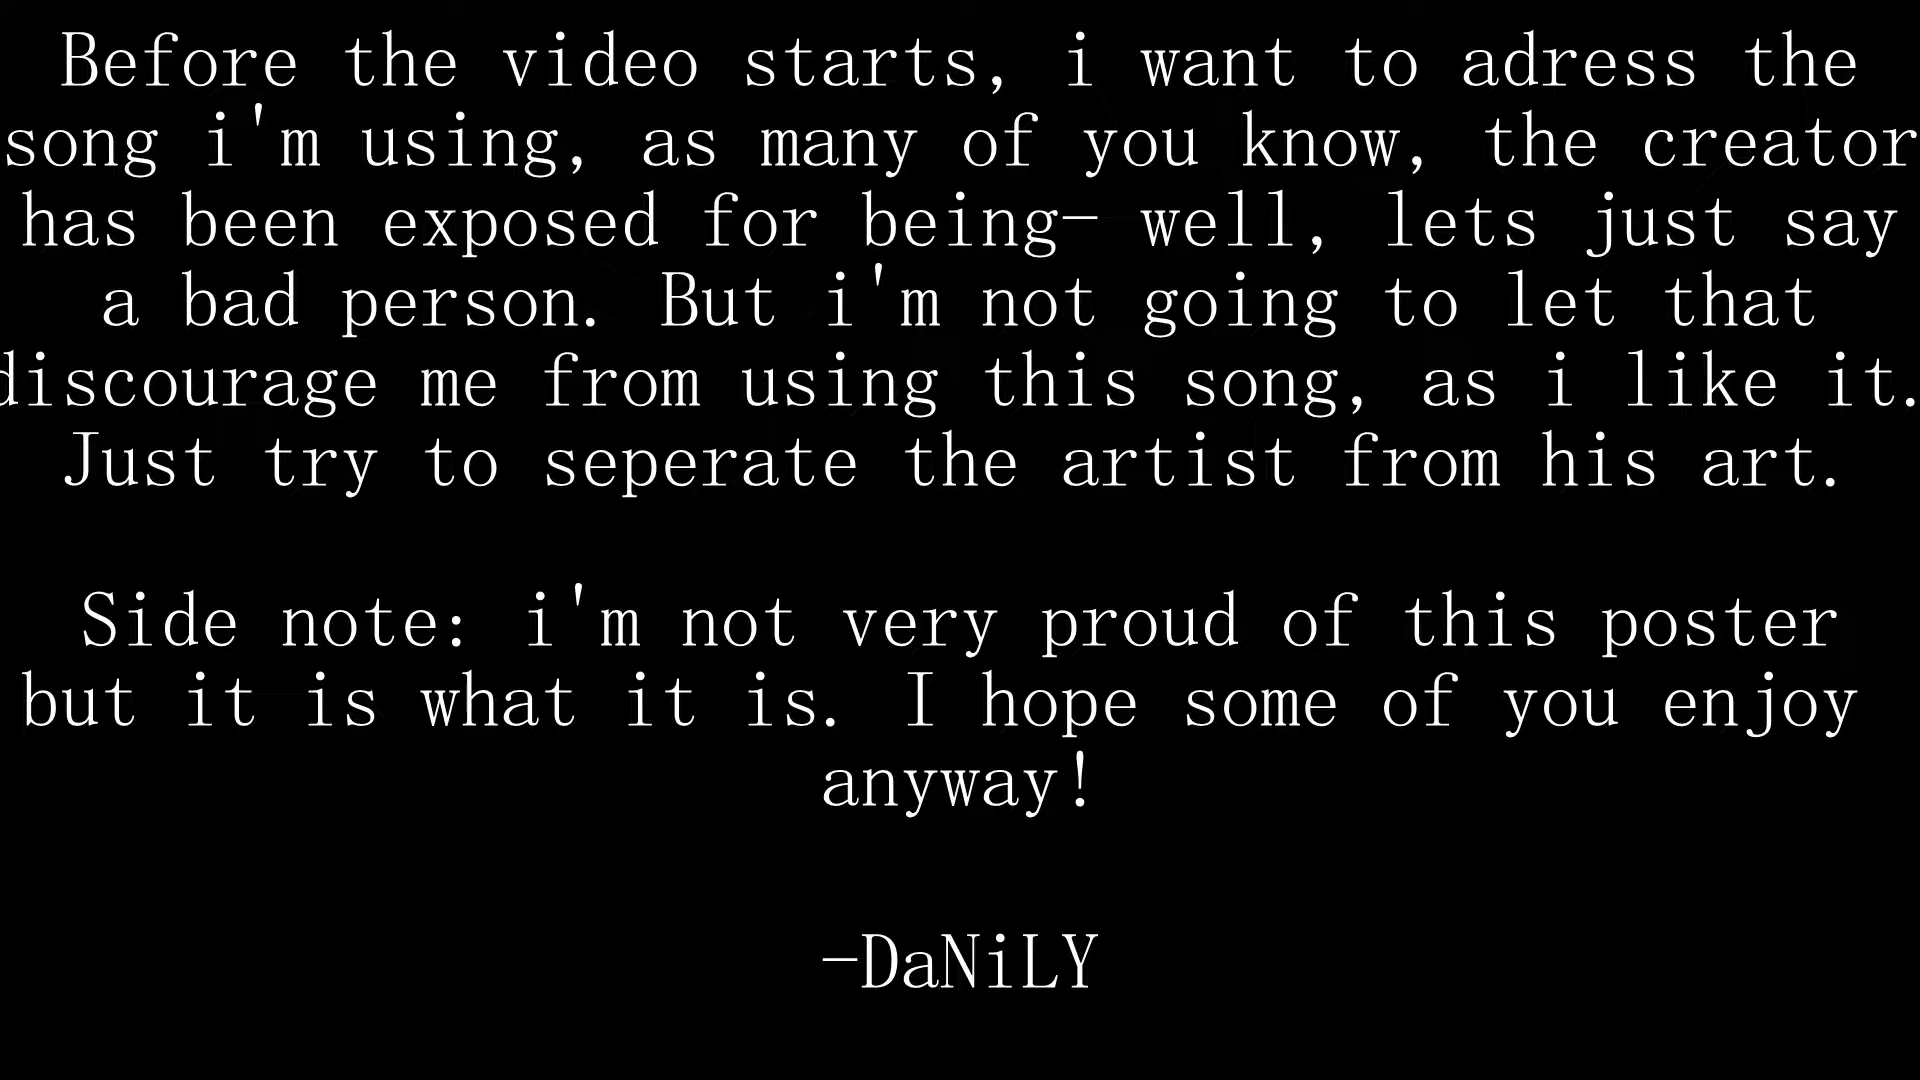 Before the video starts, i want to adress the
song i'm using, as many of you know, the creator
has been exposed for being- well, lets just say
a bad person. But i'm not going to let that
discourage me from using this song, as i like it.
Just try to seperate the artist from his art.
Side note: i'm not very proud of this poster
but it is what it is. I hope some of you enjoy
anyway!
-DaNiLY